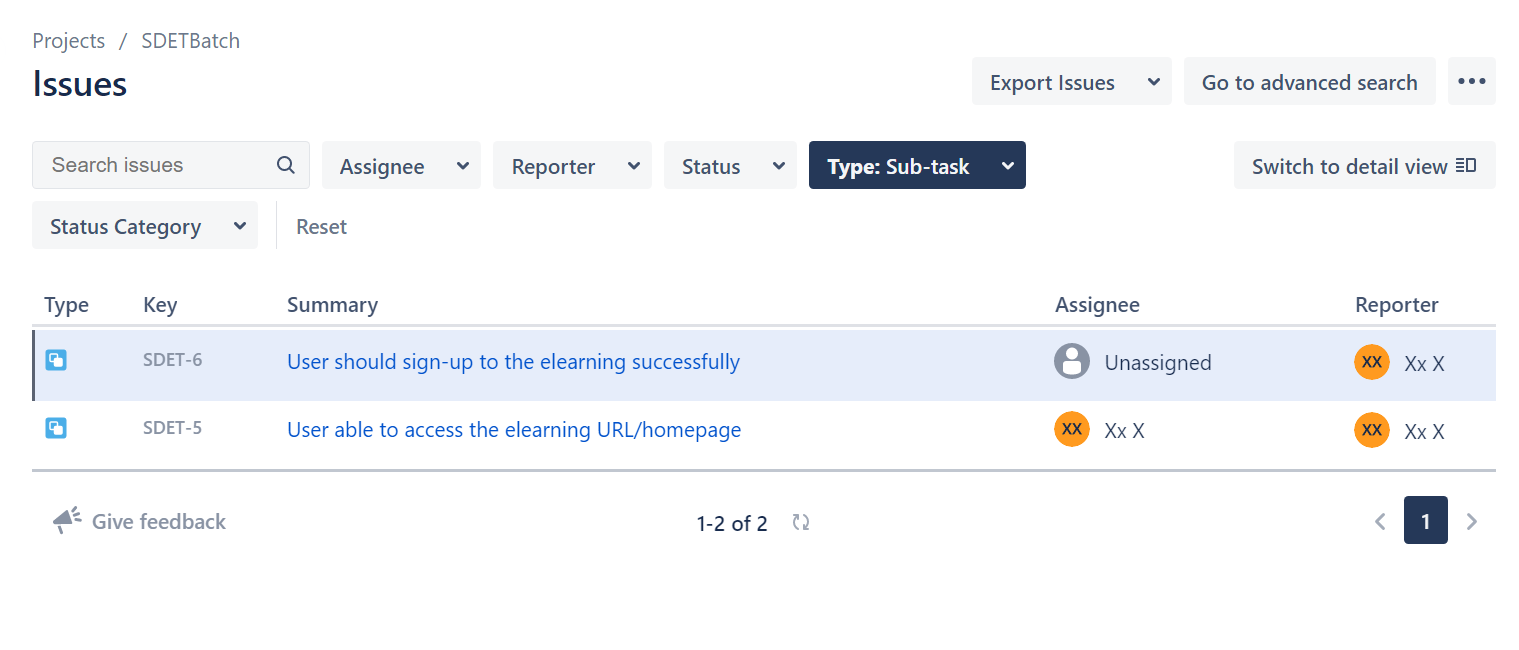 Projects / SDETBatch
Issues
Export Issues Go to advanced search •••
Search issues Assignee Reporter Status Type: Sub-task Switch to detail view
Status Category Reset
Type Key Summary Assignee Reporter
SDET-6 User should sign-up to the elearning successfully Unassigned XX Xx X
SDET-5 User able to access the elearning URL/homepage XX Xx X XX Xx X
Give feedback 1-2 of 2 1